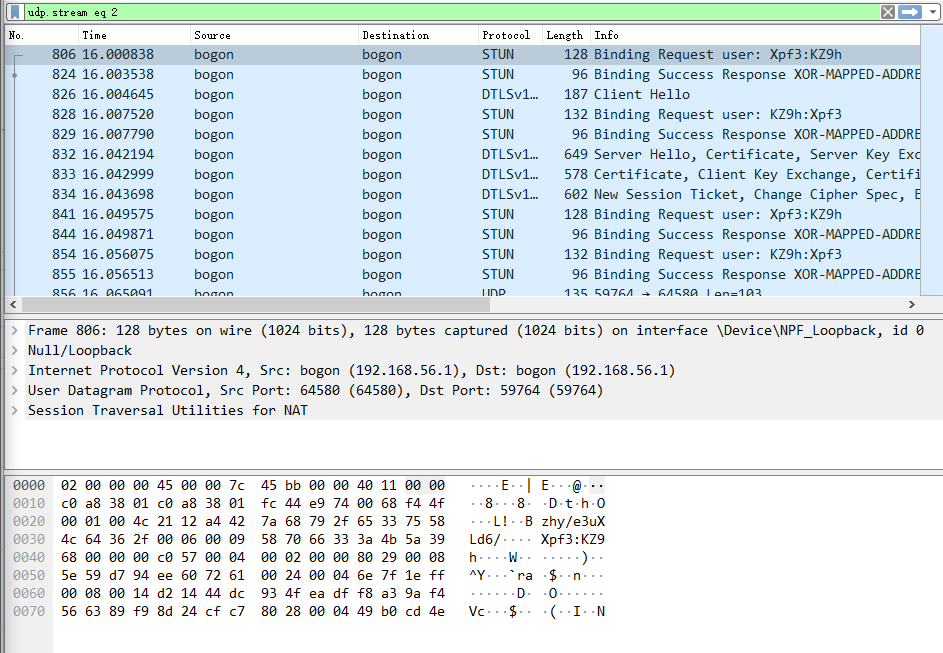 udp.stream eq 2
No. Time Source Destination Protocol Length Info
806 16.000838 bogon bogon STUN 128 Binding Request user: Xpf3:KZ9h
824 16.003538 bogon bogon STUN 96 Binding Success Response XOR-MAPPED-ADDRE
826 16.004645 bogon bogon DTLSv1… 187 Client Hello
828 16.007520 bogon bogon STUN 132 Binding Request user: KZ9h:Xpf3
829 16.007790 bogon bogon STUN 96 Binding Success Response XOR-MAPPED-ADDRE
832 16.042194 bogon bogon DTLSv1… 649 Server Hello, Certificate, Server Key Exc
833 16.042999 bogon bogon DTLSv1… 578 Certificate, Client Key Exchange, Certifi
834 16.043698 bogon bogon DTLSv1… 602 New Session Ticket, Change Cipher Spec, E
841 16.049575 bogon bogon STUN 128 Binding Request user: Xpf3:KZ9h
844 16.049871 bogon bogon STUN 96 Binding Success Response XOR-MAPPED-ADDRE
854 16.056075 bogon bogon STUN 132 Binding Request user: KZ9h:Xpf3
855 16.056513 bogon bogon STUN 96 Binding Success Response XOR-MAPPED-ADDRE
856 16.065091 bogon bogon UDP 135 59764 → 64580 Len=103
Frame 806: 128 bytes on wire (1024 bits), 128 bytes captured (1024 bits) on interface \Device\NPF_Loopback, id 0
Null/Loopback
Internet Protocol Version 4, Src: bogon (192.168.56.1), Dst: bogon (192.168.56.1)
User Datagram Protocol, Src Port: 64580 (64580), Dst Port: 59764 (59764)
Session Traversal Utilities for NAT
0000 02 00 00 00 45 00 00 7c 45 bb 00 00 40 11 00 00 ····E··| E···@···
0010 c0 a8 38 01 c0 a8 38 01 fc 44 e9 74 00 68 f4 4f ··8···8· ·D·t·h·O
0020 00 01 00 4c 21 12 a4 42 7a 68 79 2f 65 33 75 58 ···L!··B zhy/e3uX
0030 4c 64 36 2f 00 06 00 09 58 70 66 33 3a 4b 5a 39 Ld6/···· Xpf3:KZ9
0040 68 00 00 00 c0 57 00 04 00 02 00 00 80 29 00 08 h····W·· ·····)··
0050 5e 59 d7 94 ee 60 72 61 00 24 00 04 6e 7f 1e ff ^Y···`ra ·$··n···
0060 00 08 00 14 d2 14 44 dc 93 4f ea df f8 a3 9a f4 ······D· ·O······
0070 56 63 89 f9 8d 24 cf c7 80 28 00 04 49 b0 cd 4e Vc···$·· ·(··I··N